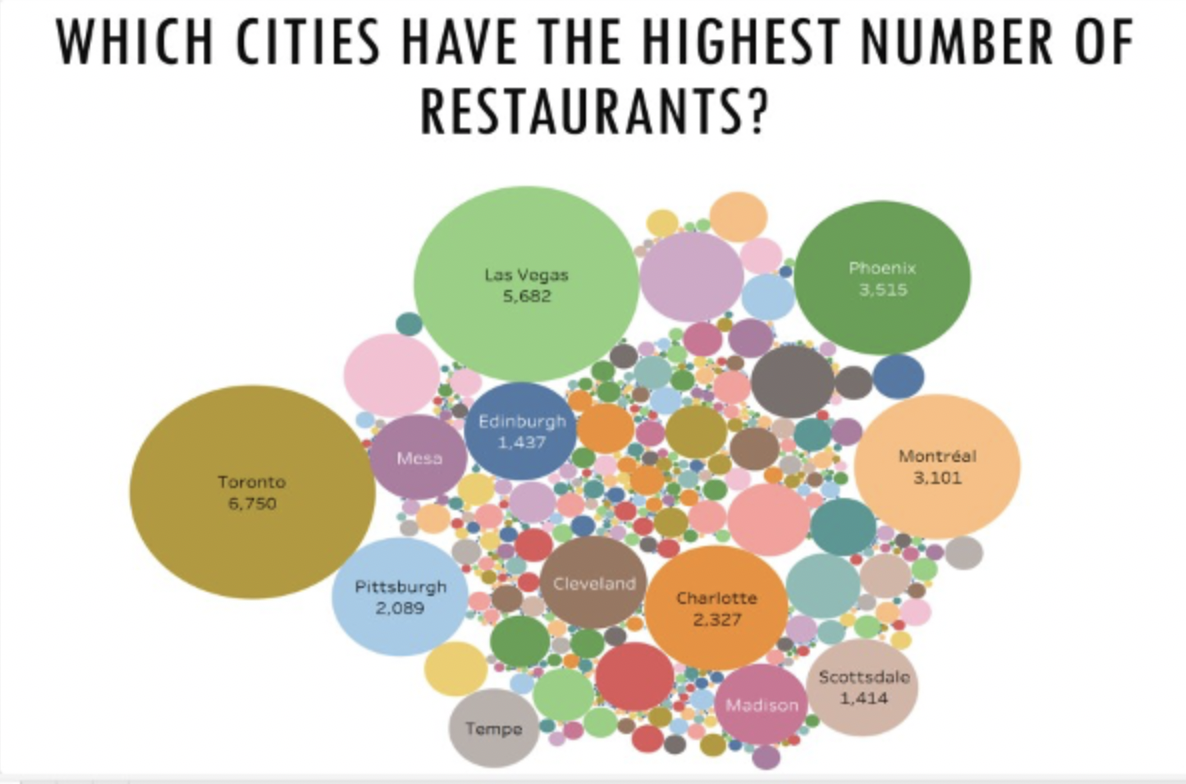 WHICH CITIES HAVE THE HIGHEST NUMBER OF
RESTAURANTS?
Las Vegas
5,682
Phoenix
3,515
Edinburgh
1,437
Mesa
Montréal
3,101
Toronto
6,750
Pittsburgh
2,089
Cleveland
Charlotte
2,327
Scottsdale
1,414
Madison
Tempe